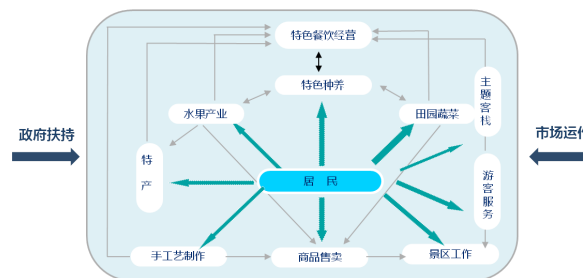 特色餐饮经营
特色种养
水果产业
田园蔬菜
主题客栈
政府扶持
市场运作
特产
居 民
游客服务
手工艺制作
商品售卖
景区工作